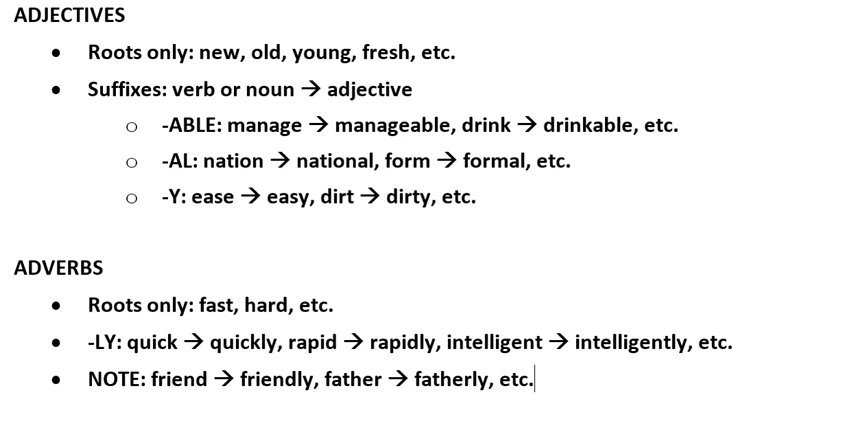 ADJECTIVES
• Roots only: new, old, young, fresh, etc.
• Suffixes: verb or noun → adjective
o -ABLE: manage → manageable, drink → drinkable, etc.
o -AL: nation → national, form → formal, etc.
o -Y: ease → easy, dirt → dirty, etc.
ADVERBS
• Roots only: fast, hard, etc.
• -LY: quick → quickly, rapid → rapidly, intelligent → intelligently, etc.
• NOTE: friend → friendly, father → fatherly, etc.